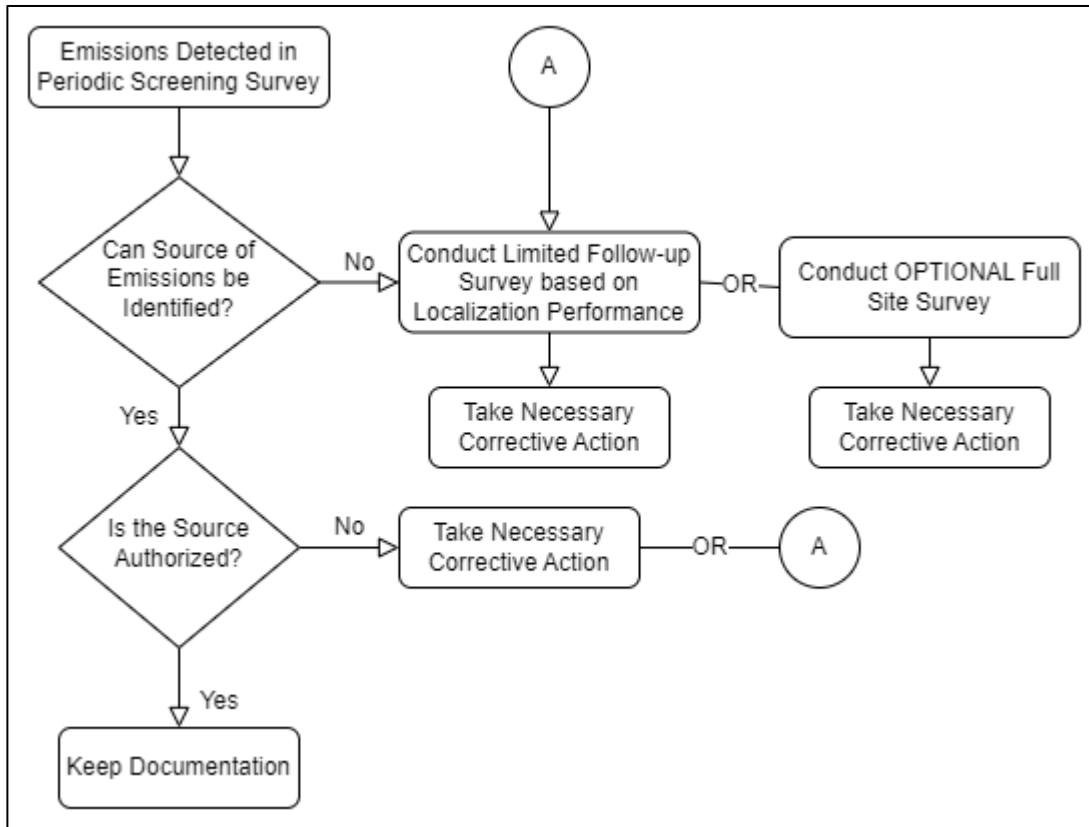 Emissions Detected in
Periodic Screening Survey
A
Can Source of
Emissions be
Identified?
No
Conduct Limited Follow-up
Survey based on
Localization Performance
OR
Conduct OPTIONAL Full
Site Survey
Yes
Take Necessary
Corrective Action
Take Necessary
Corrective Action
Is the Source
Authorized?
No
Take Necessary
Corrective Action
OR
A
Yes
Keep Documentation